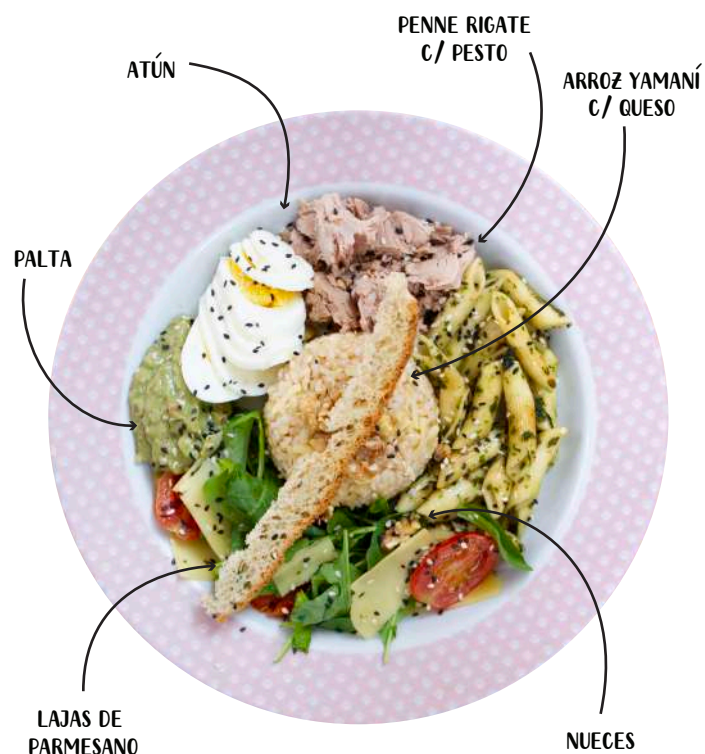 PENNE RIGATE
C/ PESTO
ATÚN
ARROZ YAMANÍ
C/ QUESO
PALTA
LAJAS DE
PARMESANO
NUECES